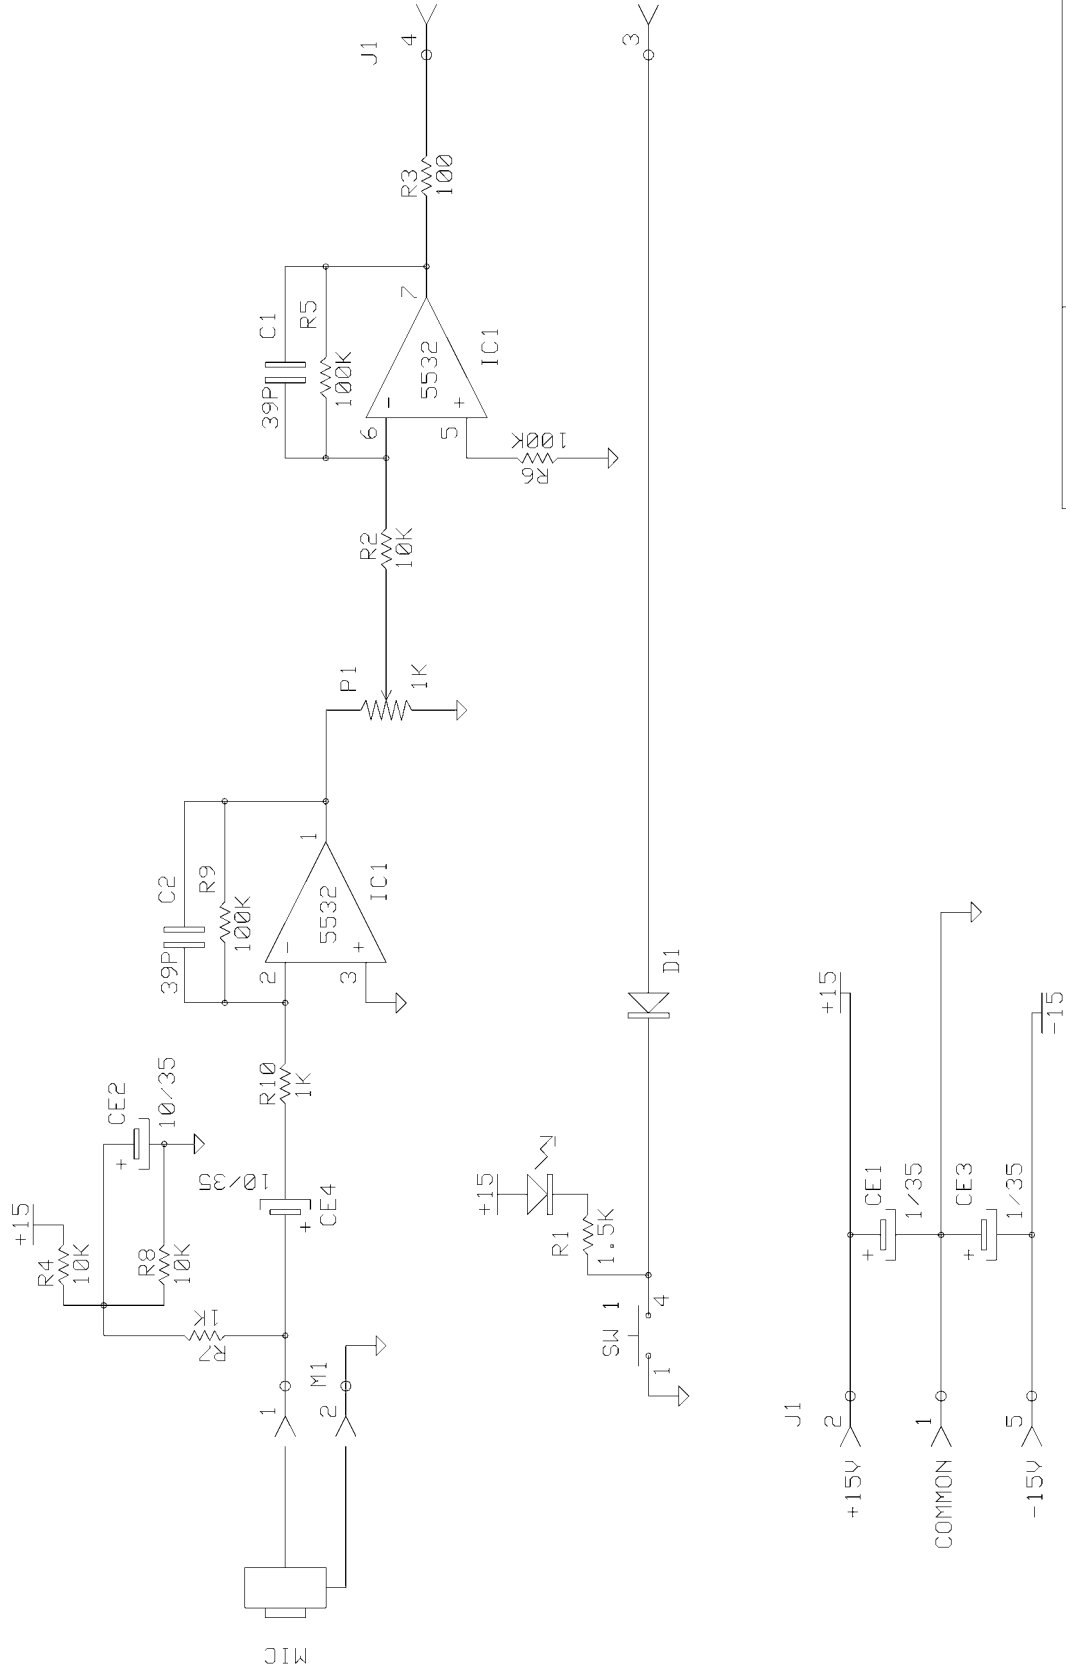 MIC
1
2
M1
+15
R4
10K
R8
10K
CE2
+
10/35
R7
1K
10/35
+
CE4
R10
1K
C2
39P
R9
100K
2
-
3
+
5532
1
IC1
P1
1K
R2
10K
C1
39P
R5
100K
6
-
5
+
5532
7
IC1
R6
100K
R3
100
J1
4
3
+15
R1
1.5K
SW 1
1
4
D1
J1
+15V
2
COMMON
1
-15V
5
CE1
+
1/35
CE3
+
1/35
+15
-15